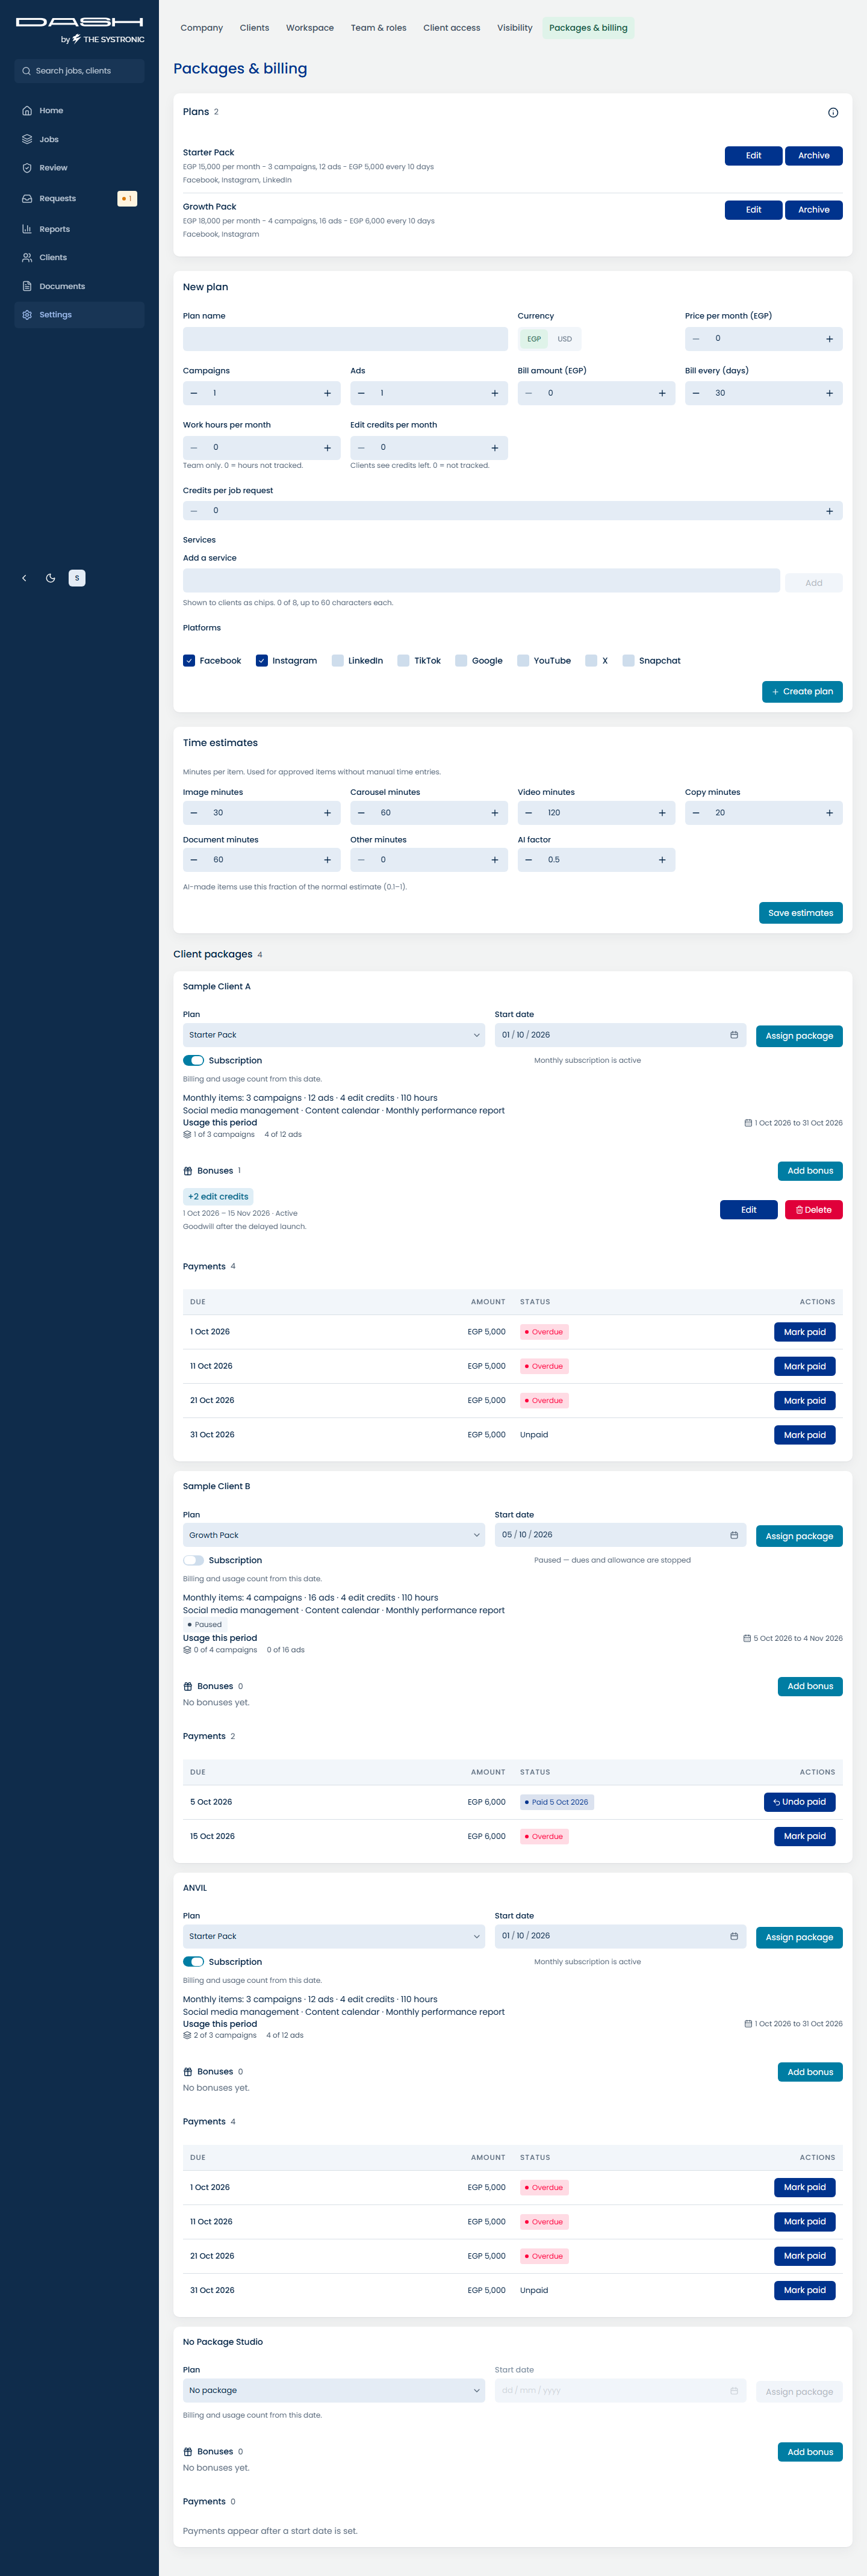 DASH
by THE SYSTRONIC
Search jobs, clients
Home
Jobs
Review
Requests 1
Reports
Clients
Documents
Settings
S
Company Clients Workspace Team & roles Client access Visibility Packages & billing
Packages & billing
Plans 2
Starter Pack
EGP 15,000 per month - 3 campaigns, 12 ads - EGP 5,000 every 10 days
Facebook, Instagram, LinkedIn
Edit Archive
Growth Pack
EGP 18,000 per month - 4 campaigns, 16 ads - EGP 6,000 every 10 days
Facebook, Instagram
Edit Archive
New plan
Plan name Currency Price per month (EGP)
EGP USD 0
Campaigns Ads Bill amount (EGP) Bill every (days)
1 1 0 30
Work hours per month Edit credits per month
0 0
Team only. 0 = hours not tracked. Clients see credits left. 0 = not tracked.
Credits per job request
0
Services
Add a service
Add
Shown to clients as chips. 0 of 8, up to 60 characters each.
Platforms
Facebook Instagram LinkedIn TikTok Google YouTube X Snapchat
+ Create plan
Time estimates
Minutes per item. Used for approved items without manual time entries.
Image minutes Carousel minutes Video minutes Copy minutes
30 60 120 20
Document minutes Other minutes AI factor
60 0 0.5
AI-made items use this fraction of the normal estimate (0.1–1).
Save estimates
Client packages 4
Sample Client A
Plan Start date
Starter Pack 01 / 10 / 2026 Assign package
Subscription Monthly subscription is active
Billing and usage count from this date.
Monthly items: 3 campaigns · 12 ads · 4 edit credits · 110 hours
Social media management · Content calendar · Monthly performance report
Usage this period 1 Oct 2026 to 31 Oct 2026
1 of 3 campaigns 4 of 12 ads
Bonuses 1 Add bonus
+2 edit credits
1 Oct 2026 – 15 Nov 2026 · Active
Goodwill after the delayed launch.
Edit Delete
Payments 4
DUE AMOUNT STATUS ACTIONS
1 Oct 2026 EGP 5,000 Overdue Mark paid
11 Oct 2026 EGP 5,000 Overdue Mark paid
21 Oct 2026 EGP 5,000 Overdue Mark paid
31 Oct 2026 EGP 5,000 Unpaid Mark paid
Sample Client B
Plan Start date
Growth Pack 05 / 10 / 2026 Assign package
Subscription Paused — dues and allowance are stopped
Billing and usage count from this date.
Monthly items: 4 campaigns · 16 ads · 4 edit credits · 110 hours
Social media management · Content calendar · Monthly performance report
Paused
Usage this period 5 Oct 2026 to 4 Nov 2026
0 of 4 campaigns 0 of 16 ads
Bonuses 0 Add bonus
No bonuses yet.
Payments 2
DUE AMOUNT STATUS ACTIONS
5 Oct 2026 EGP 6,000 Paid 5 Oct 2026 Undo paid
15 Oct 2026 EGP 6,000 Overdue Mark paid
ANVIL
Plan Start date
Starter Pack 01 / 10 / 2026 Assign package
Subscription Monthly subscription is active
Billing and usage count from this date.
Monthly items: 3 campaigns · 12 ads · 4 edit credits · 110 hours
Social media management · Content calendar · Monthly performance report
Usage this period 1 Oct 2026 to 31 Oct 2026
2 of 3 campaigns 4 of 12 ads
Bonuses 0 Add bonus
No bonuses yet.
Payments 4
DUE AMOUNT STATUS ACTIONS
1 Oct 2026 EGP 5,000 Overdue Mark paid
11 Oct 2026 EGP 5,000 Overdue Mark paid
21 Oct 2026 EGP 5,000 Overdue Mark paid
31 Oct 2026 EGP 5,000 Unpaid Mark paid
No Package Studio
Plan Start date
No package dd / mm / yyyy Assign package
Billing and usage count from this date.
Bonuses 0 Add bonus
No bonuses yet.
Payments 0
Payments appear after a start date is set.